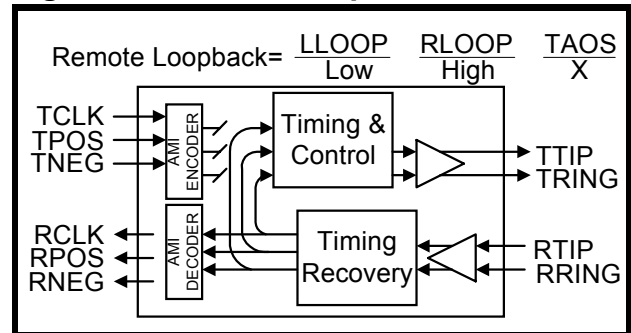 Remote Loopback= LLOOP RLOOP TAOS
Low High X
TCLK
TPOS
TNEG
AMI
ENCODER
Timing &
Control
TTIP
TRING
RCLK
RPOS
RNEG
AMI
DECODER
Timing
Recovery
RTIP
RRING